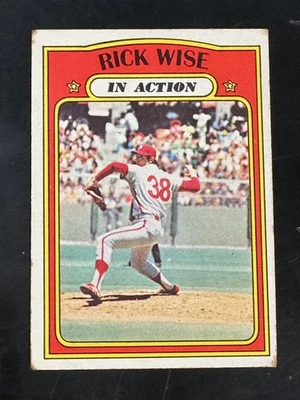 RICK WISE
IN ACTION
38